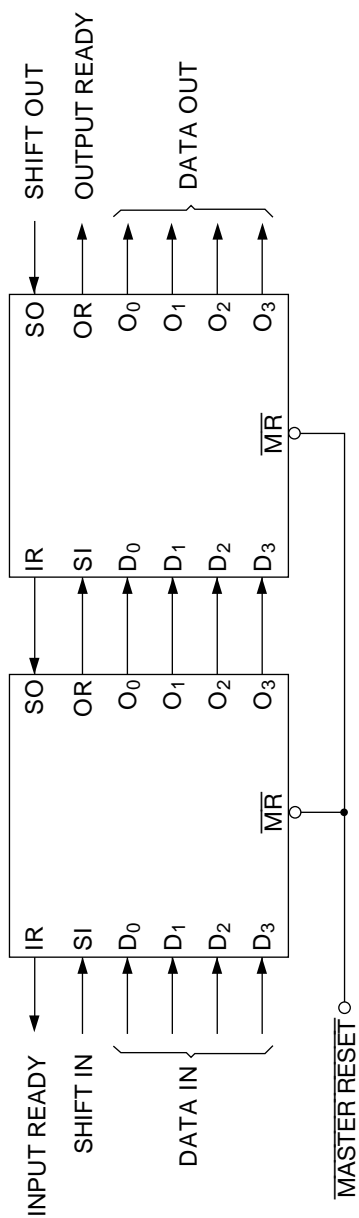 INPUT READY
SHIFT IN
DATA IN
IR
SI
D0
D1
D2
D3
SO
OR
O0
O1
O2
O3
MR
IR
SI
D0
D1
D2
D3
SO
OR
O0
O1
O2
O3
MR
SHIFT OUT
OUTPUT READY
DATA OUT
MASTER RESET